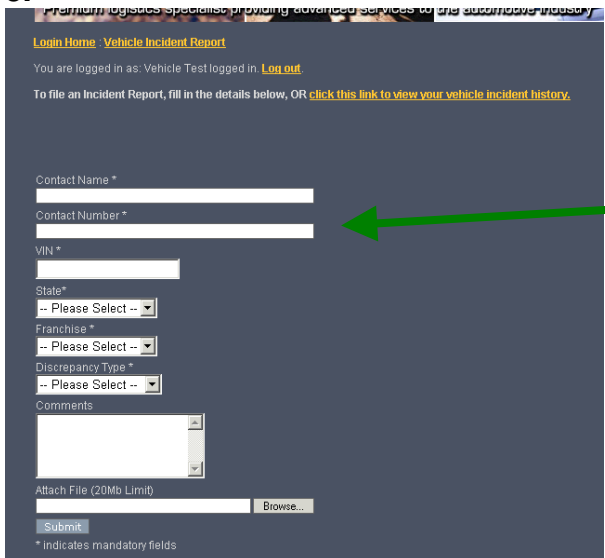 Premium logistics specialist providing advanced services to the automotive industry
Login Home : Vehicle Incident Report
You are logged in as: Vehicle Test logged in. Log out.
To file an Incident Report, fill in the details below, OR click this link to view your vehicle incident history.
Contact Name *
Contact Number *
VIN *
State*
-- Please Select --
Franchise *
-- Please Select --
Discrepancy Type *
-- Please Select --
Comments
Attach File (20Mb Limit)
Browse...
Submit
* indicates mandatory fields